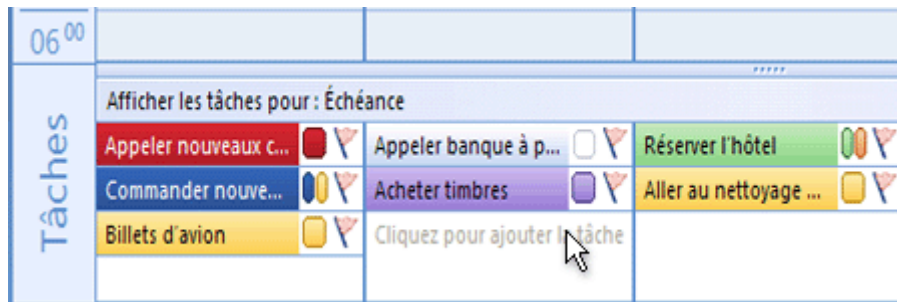 06 00
Tâches
Afficher les tâches pour : Échéance
Appeler nouveaux c... Appeler banque à p... Réserver l'hôtel
Commander nouve... Acheter timbres Aller au nettoyage ...
Billets d'avion Cliquez pour ajouter la tâche